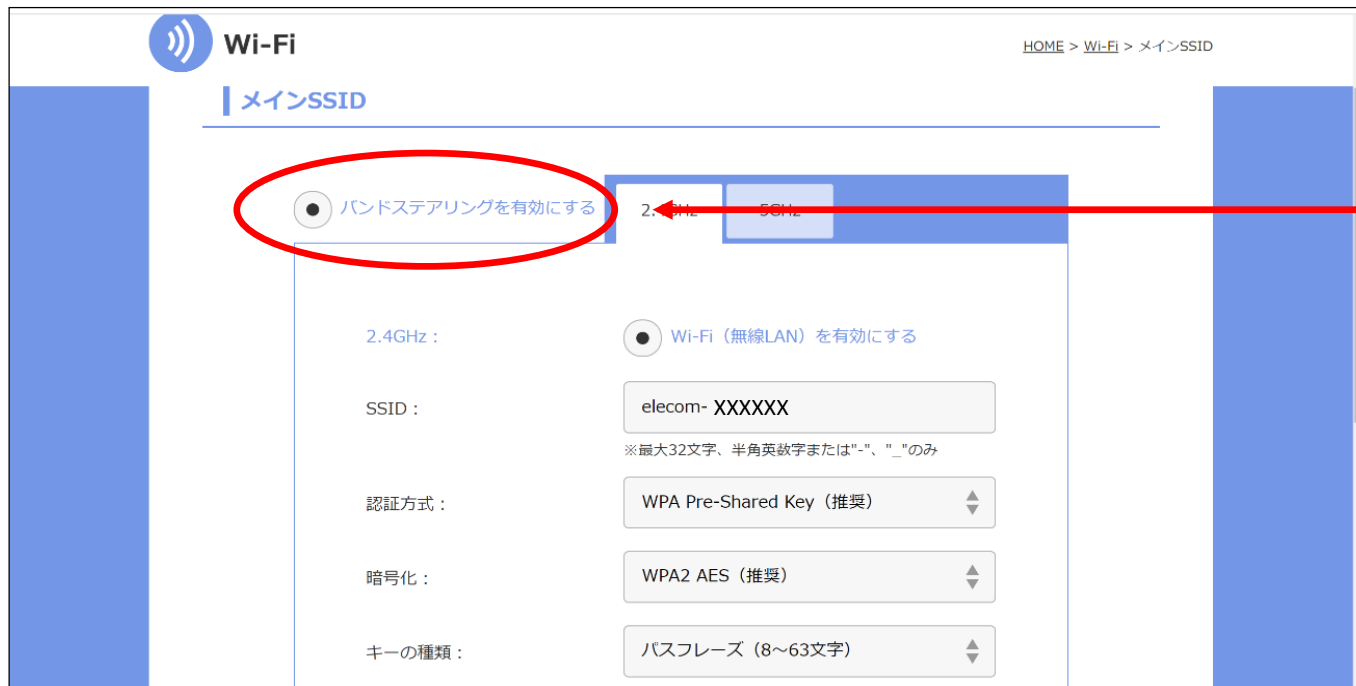 Wi-Fi
HOME > Wi-Fi > メインSSID
メインSSID
バンドステアリングを有効にする
2.4GHz
5GHz
2.4GHz：
Wi-Fi（無線LAN）を有効にする
SSID：
elecom- XXXXXX
※最大32文字、半角英数字または"-"、"_"のみ
認証方式：
WPA Pre-Shared Key（推奨）
暗号化：
WPA2 AES（推奨）
キーの種類：
パスフレーズ（8～63文字）